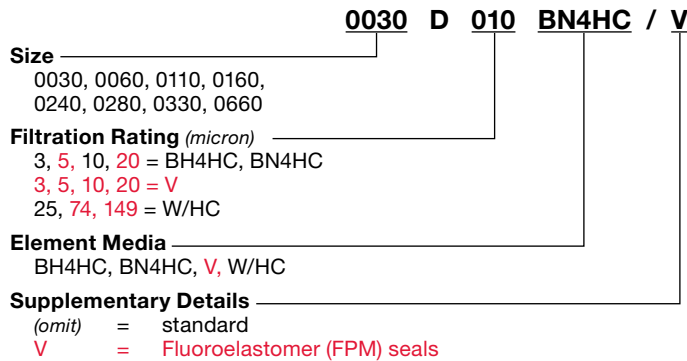 0030 D 010 BN4HC / V
Size
0030, 0060, 0110, 0160,
0240, 0280, 0330, 0660
Filtration Rating (micron)
3, 5, 10, 20 = BH4HC, BN4HC
3, 5, 10, 20 = V
25, 74, 149 = W/HC
Element Media
BH4HC, BN4HC, V, W/HC
Supplementary Details
(omit) = standard
V = Fluoroelastomer (FPM) seals